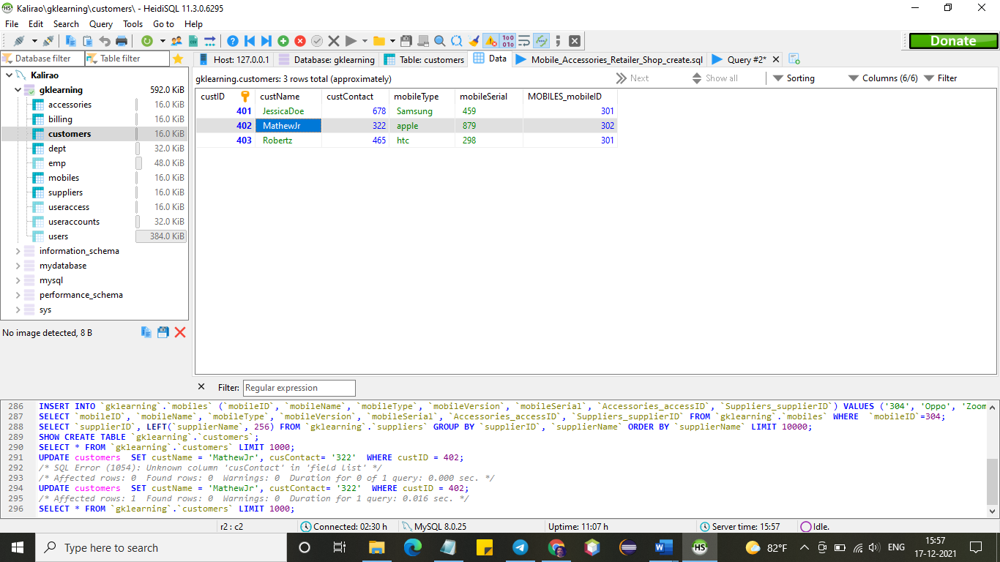 Kalirao\gklearning\customers\ - HeidiSQL 11.3.0.6295
File Edit Search Query Tools Go to Help
Donate
Database filter Table filter Host: 127.0.0.1 Database: gklearning Table: customers Data Mobile_Accessories_Retailer_Shop_create.sql Query #2*
Kalirao
gklearning 592.0 KiB
accessories 16.0 KiB
billing 16.0 KiB
customers 16.0 KiB
dept 32.0 KiB
emp 48.0 KiB
mobiles 16.0 KiB
suppliers 16.0 KiB
useraccess 16.0 KiB
useraccounts 32.0 KiB
users 384.0 KiB
information_schema
mydatabase
mysql
performance_schema
sys
No image detected, 8 B
gklearning.customers: 3 rows total (approximately) Next Show all Sorting Columns (6/6) Filter
custID custName custContact mobileType mobileSerial MOBILES_mobileID
401 JessicaDoe 678 Samsung 459 301
402 MathewJr 322 apple 879 302
403 Robertz 465 htc 298 301
Filter: Regular expression
286 INSERT INTO `gklearning`.`mobiles` (`mobileID`, `mobileName`, `mobileType`, `mobileVersion`, `mobileSerial`, `Accessories_accessID`, `Suppliers_supplierID`) VALUES ('304', 'Oppo', 'Zoom
287 SELECT `mobileID`, `mobileName`, `mobileType`, `mobileVersion`, `mobileSerial`, `Accessories_accessID`, `Suppliers_supplierID` FROM `gklearning`.`mobiles` WHERE  `mobileID`=304;
288 SELECT `supplierID`, LEFT(`supplierName`, 256) FROM `gklearning`.`suppliers` GROUP BY `supplierID`, `supplierName` ORDER BY `supplierName` LIMIT 10000;
289 SHOW CREATE TABLE `gklearning`.`customers`;
290 SELECT * FROM `gklearning`.`customers` LIMIT 1000;
291 UPDATE customers  SET custName = 'MathewJr', cusContact= '322'  WHERE custID = 402;
292 /* SQL Error (1054): Unknown column 'cusContact' in 'field list' */
293 /* Affected rows: 0  Found rows: 0  Warnings: 0  Duration for 0 of 1 query: 0.000 sec. */
294 UPDATE customers  SET custName = 'MathewJr', custContact= '322'  WHERE custID = 402;
295 /* Affected rows: 1  Found rows: 0  Warnings: 0  Duration for 1 query: 0.016 sec. */
296 SELECT * FROM `gklearning`.`customers` LIMIT 1000;
r2 : c2 Connected: 02:30 h MySQL 8.0.25 Uptime: 11:07 h Server time: 15:57 Idle.
Type here to search 82°F ENG 15:57
17-12-2021